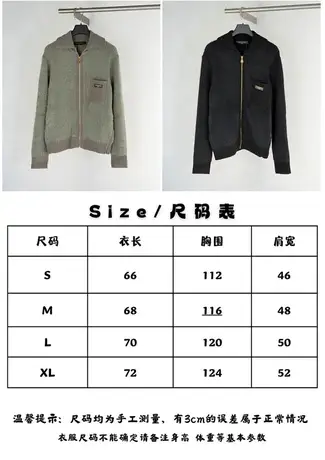 Size/尺码表
尺码 衣长 胸围 肩宽
S 66 112 46
M 68 116 48
L 70 120 50
XL 72 124 52
温馨提示：尺码均为手工测量、有3cm的误差属于正常情况
衣服尺码不能确定请备注身高 体重等基本参数